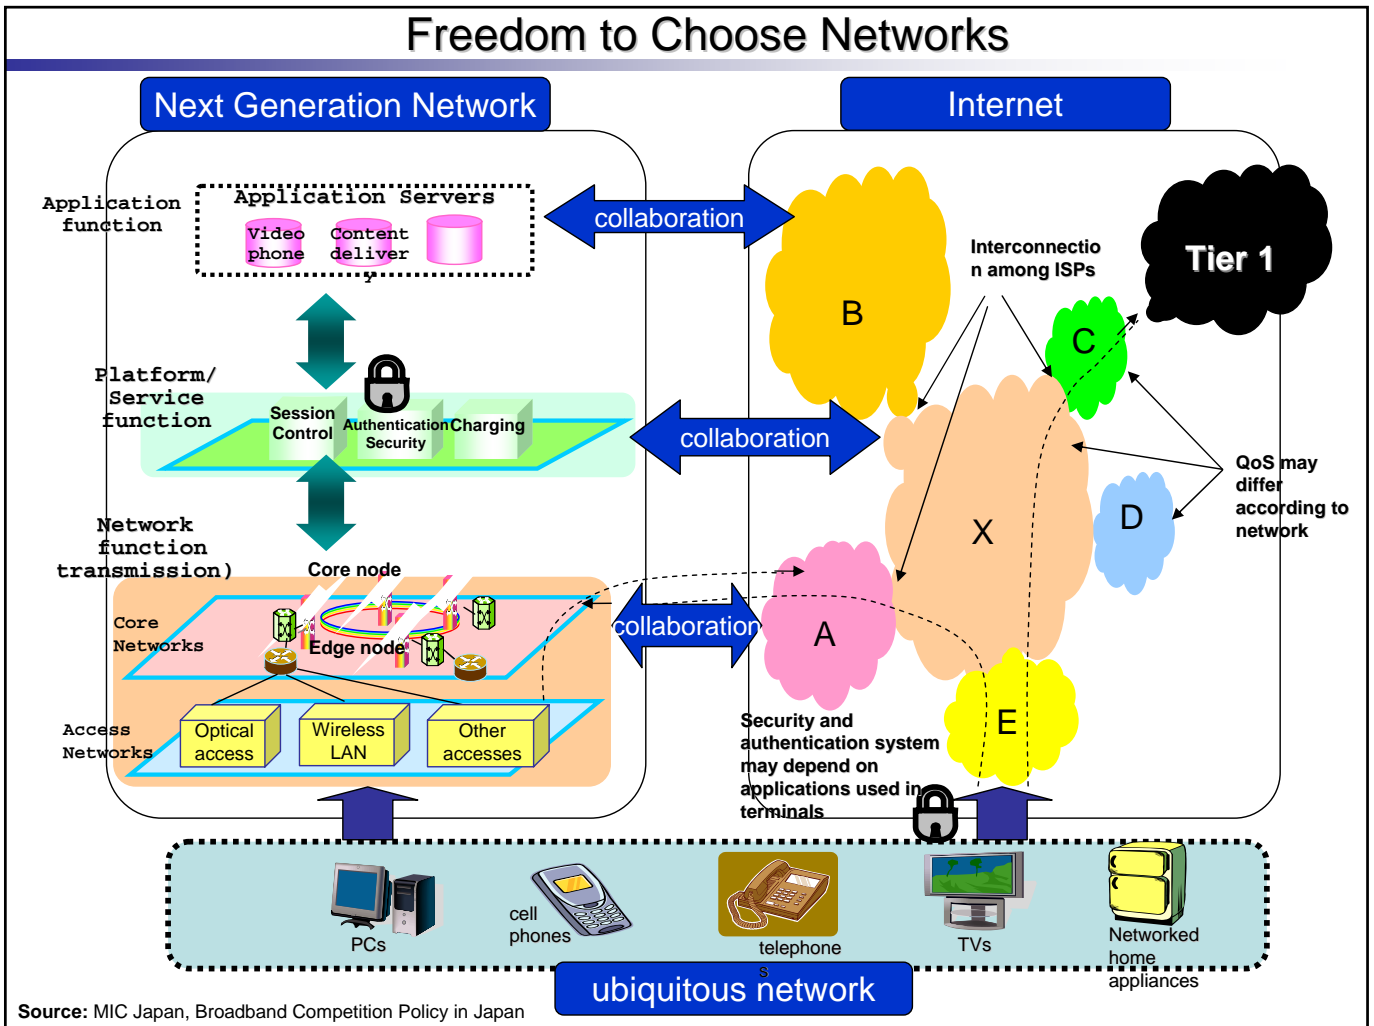 Freedom to Choose Networks
Next Generation Network
Internet
Application
function
Application Servers
Video
phone
Content
deliver
y
collaboration
B
Interconnectio
n among ISPs
Tier 1
C
Platform/
Service
function
Session
Control
Authentication
Security
Charging
collaboration
QoS may
differ
according to
network
X
D
Network
function
transmission)
Core node
Core
Networks
Edge node
collaboration
A
Access
Networks
Optical
access
Wireless
LAN
Other
accesses
Security and
authentication system
may depend on
applications used in
terminals
E
PCs
cell
phones
telephone
s
TVs
Networked
home
appliances
ubiquitous network
Source: MIC Japan, Broadband Competition Policy in Japan